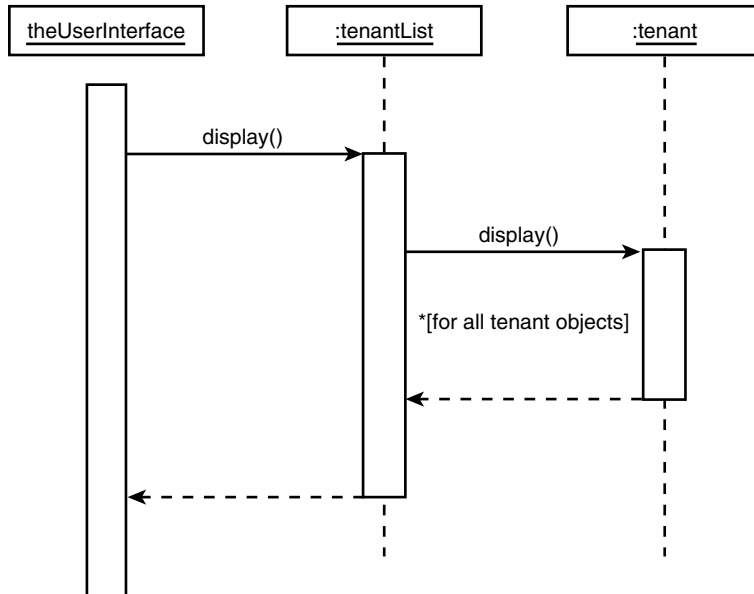 theUserInterface
:tenantList
:tenant
display()
display()
*[for all tenant objects]